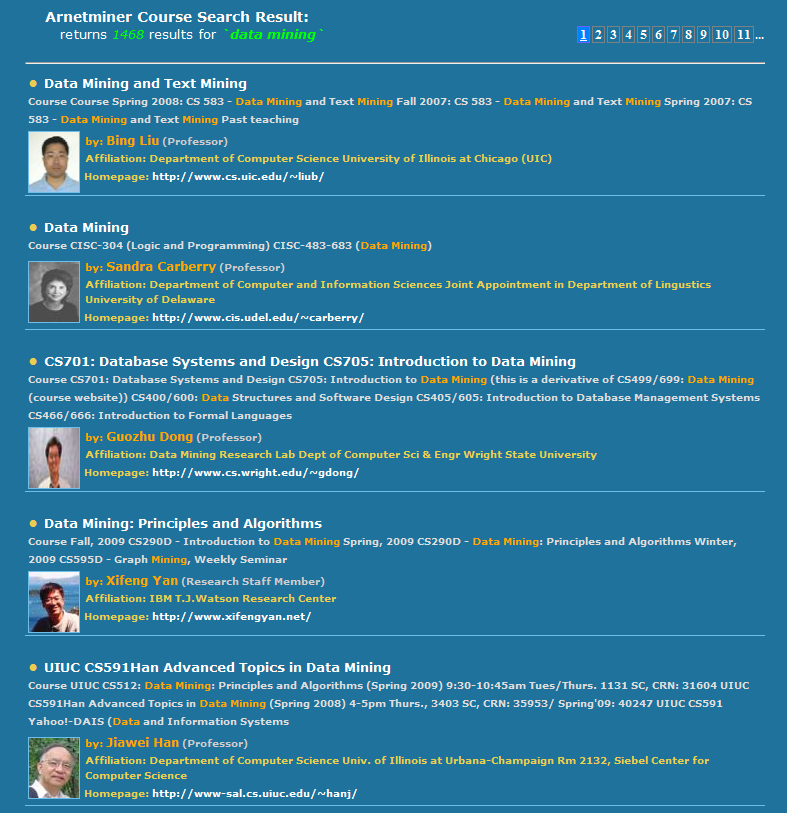 Arnetminer Course Search Result:
returns 1468 results for `data mining`
1 2 3 4 5 6 7 8 9 10 11 ...
Data Mining and Text Mining
Course Course Spring 2008: CS 583 - Data Mining and Text Mining Fall 2007: CS 583 - Data Mining and Text Mining Spring 2007: CS
583 - Data Mining and Text Mining Past teaching
by: Bing Liu (Professor)
Affiliation: Department of Computer Science University of Illinois at Chicago (UIC)
Homepage: http://www.cs.uic.edu/~liub/
Data Mining
Course CISC-304 (Logic and Programming) CISC-483-683 (Data Mining)
by: Sandra Carberry (Professor)
Affiliation: Department of Computer and Information Sciences Joint Appointment in Department of Lingustics
University of Delaware
Homepage: http://www.cis.udel.edu/~carberry/
CS701: Database Systems and Design CS705: Introduction to Data Mining
Course CS701: Database Systems and Design CS705: Introduction to Data Mining (this is a derivative of CS499/699: Data Mining
(course website)) CS400/600: Data Structures and Software Design CS405/605: Introduction to Database Management Systems
CS466/666: Introduction to Formal Languages
by: Guozhu Dong (Professor)
Affiliation: Data Mining Research Lab Dept of Computer Sci & Engr Wright State University
Homepage: http://www.cs.wright.edu/~gdong/
Data Mining: Principles and Algorithms
Course Fall, 2009 CS290D - Introduction to Data Mining Spring, 2009 CS290D - Data Mining: Principles and Algorithms Winter,
2009 CS595D - Graph Mining, Weekly Seminar
by: Xifeng Yan (Research Staff Member)
Affiliation: IBM T.J.Watson Research Center
Homepage: http://www.xifengyan.net/
UIUC CS591Han Advanced Topics in Data Mining
Course UIUC CS512: Data Mining: Principles and Algorithms (Spring 2009) 9:30-10:45am Tues/Thurs. 1131 SC, CRN: 31604 UIUC
CS591Han Advanced Topics in Data Mining (Spring 2008) 4-5pm Thurs., 3403 SC, CRN: 35953/ Spring'09: 40247 UIUC CS591
Yahoo!-DAIS (Data and Information Systems
by: Jiawei Han (Professor)
Affiliation: Department of Computer Science Univ. of Illinois at Urbana-Champaign Rm 2132, Siebel Center for
Computer Science
Homepage: http://www-sal.cs.uiuc.edu/~hanj/